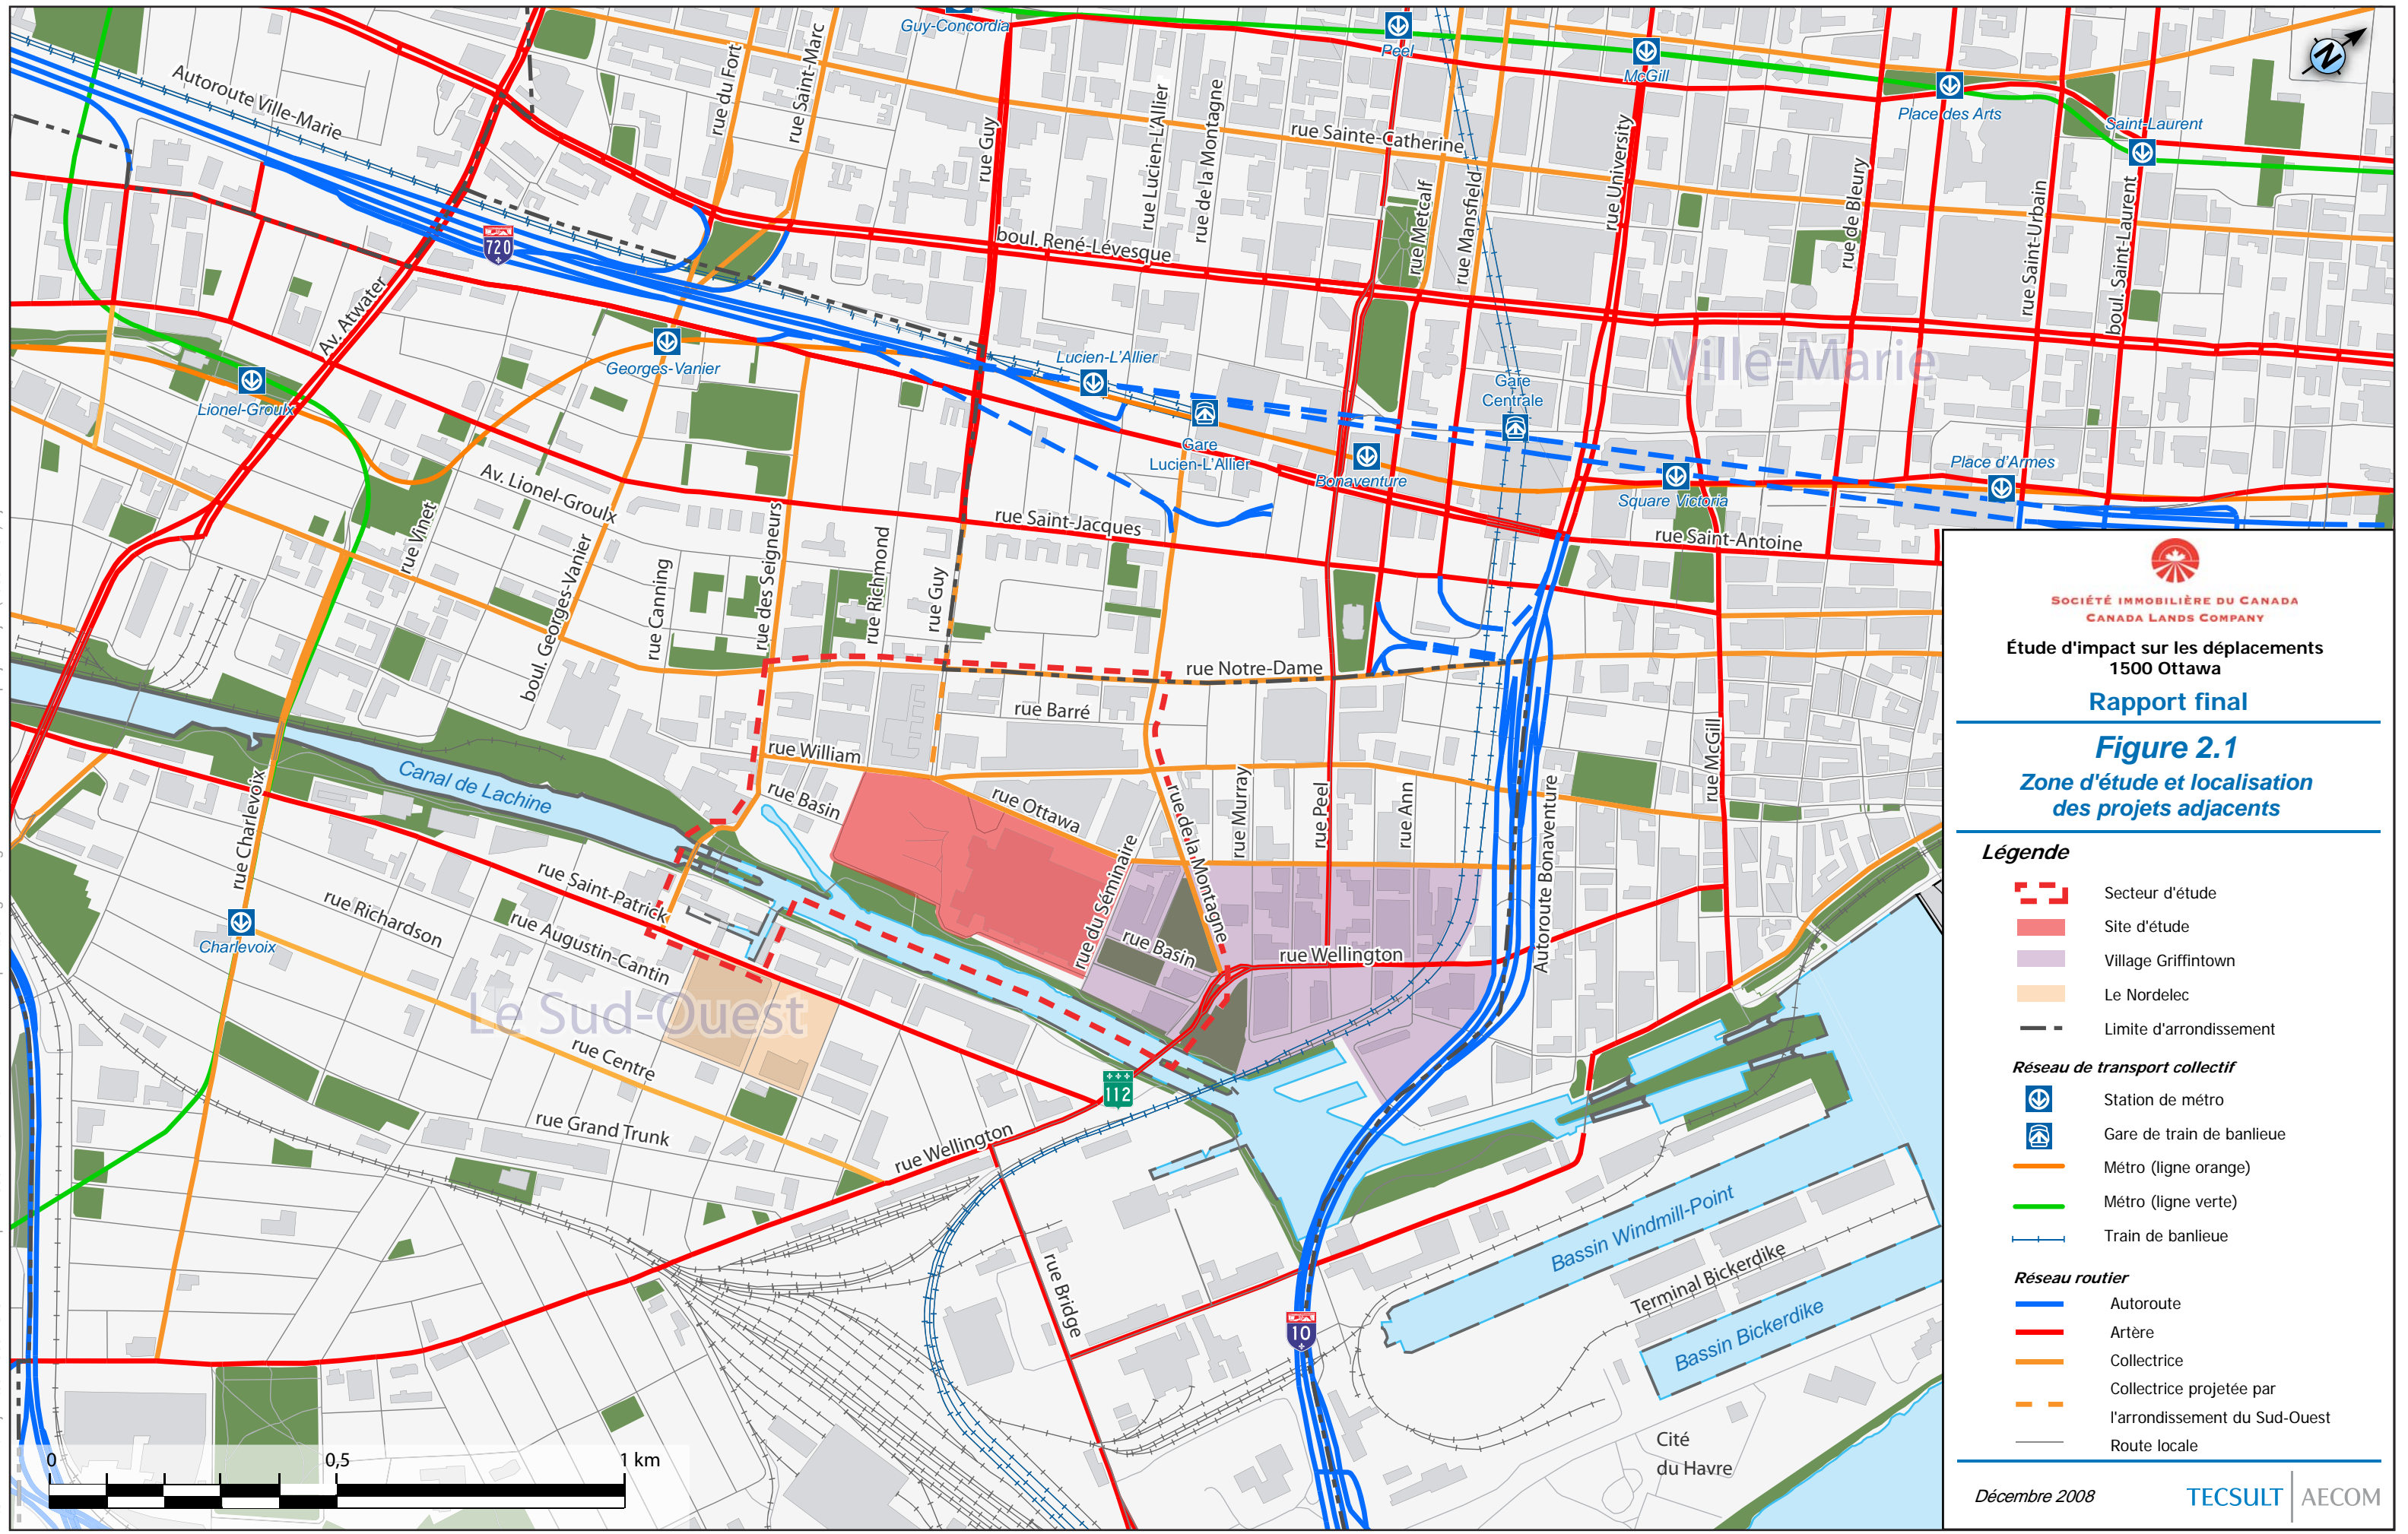 Guy-Concordia
Peel
McGill
Place des Arts
Saint-Laurent
N
Autoroute Ville-Marie
rue du Fort
rue Saint-Marc
rue Guy
rue Lucien-L'Allier
rue de la Montagne
rue Sainte-Catherine
rue Metcalf
rue Mansfield
rue University
rue de Bleury
rue Saint-Urbain
boul. Saint-Laurent
720
boul. René-Lévesque
Av. Atwater
Georges-Vanier
Lionel-Groulx
Lucien-L'Allier
Gare
Lucien-L'Allier
Bonaventure
Gare
Centrale
Ville-Marie
Square Victoria
Place d'Armes
Av. Lionel-Groulx
rue Saint-Jacques
rue Saint-Antoine
rue Vinet
boul. Georges-Vanier
rue Canning
rue des Seigneurs
rue Richmond
rue Guy
rue Notre-Dame
rue Barré
rue William
rue Basin
rue Ottawa
rue du Séminaire
rue de la Montagne
rue Murray
rue Peel
rue Ann
Autoroute Bonaventure
rue McGill
Canal de Lachine
rue Charlevoix
Charlevoix
rue Saint-Patrick
rue Richardson
rue Augustin-Cantin
rue Basin
rue Wellington
Le Sud-Ouest
rue Centre
rue Grand Trunk
112
rue Wellington
rue Bridge
10
Bassin Windmill-Point
Terminal Bickerdike
Bassin Bickerdike
Cité
du Havre
0
0,5
1 km
SOCIÉTÉ IMMOBILIÈRE DU CANADA
CANADA LANDS COMPANY
Étude d'impact sur les déplacements
1500 Ottawa
Rapport final
Figure 2.1
Zone d'étude et localisation
des projets adjacents
Légende
Secteur d'étude
Site d'étude
Village Griffintown
Le Nordelec
Limite d'arrondissement
Réseau de transport collectif
Station de métro
Gare de train de banlieue
Métro (ligne orange)
Métro (ligne verte)
Train de banlieue
Réseau routier
Autoroute
Artère
Collectrice
Collectrice projetée par
l'arrondissement du Sud-Ouest
Route locale
Décembre 2008
TECSULT | AECOM